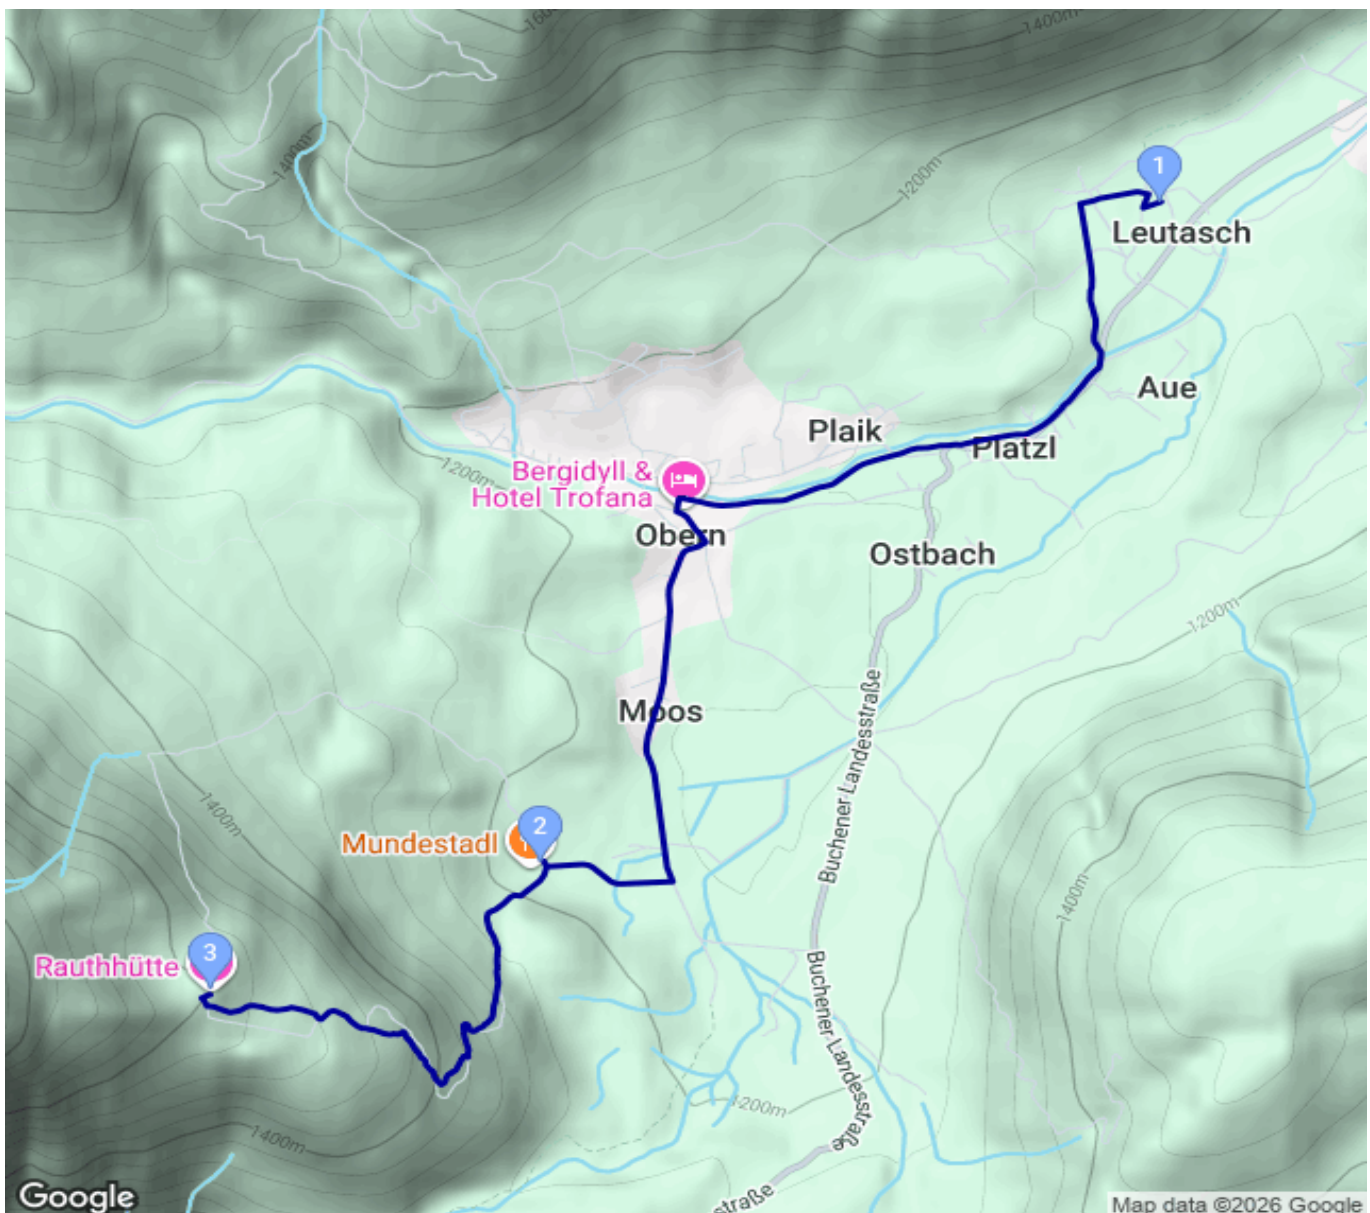 1600m
1400m
1400m
1200m
1
Leutasch
Aue
Plaik
Platzl
1200m
Bergidyll &
Hotel Trofana
Obern
Ostbach
1200m
Moos
Buchener Landesstraße
1400m
Mundestadl
2
1400m
Rauthhütte
3
Buchener Landesstraße
1200m
1400m
straße
Google
Map data ©2026 Google